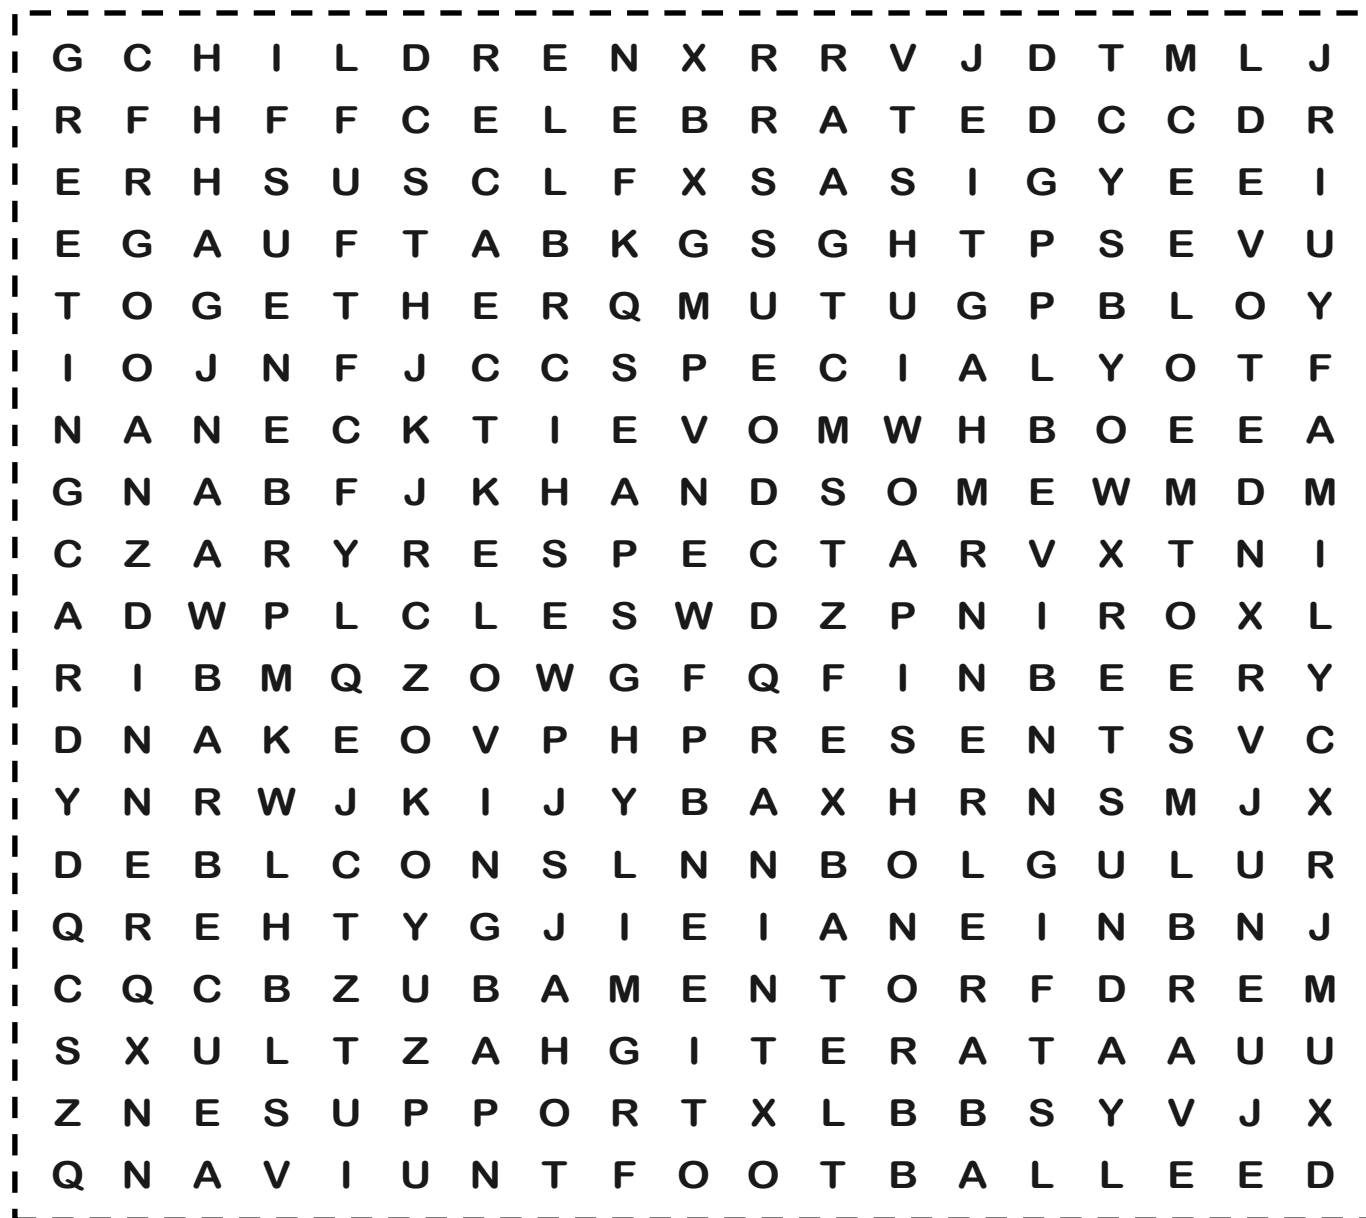 G C H I L D R E N X R R V J D T M L J
R F H F F C E L E B R A T E D C C D R
E R H S U S C L F X S A S I G Y E E I
E G A U F T A B K G S G H T P S E V U
T O G E T H E R Q M U T U G P B L O Y
I O J N F J C C S P E C I A L Y O T F
N A N E C K T I E V O M W H B O E E A
G N A B F J K H A N D S O M E W M D M
C Z A R Y R E S P E C T A R V X T N I
A D W P L C L E S W D Z P N I R O X L
R I B M Q Z O W G F Q F I N B E E R Y
D N A K E O V P H P R E S E N T S V C
Y N R W J K I J Y B A X H R N S M J X
D E B L C O N S L N N B O L G U L U R
Q R E H T Y G J I E I A N E I N B N J
C Q C B Z U B A M E N T O R F D R E M
S X U L T Z A H G I T E R A T A A U U
Z N E S U P P O R T X L B B S Y V J X
Q N A V I U N T F O O T B A L L E E D